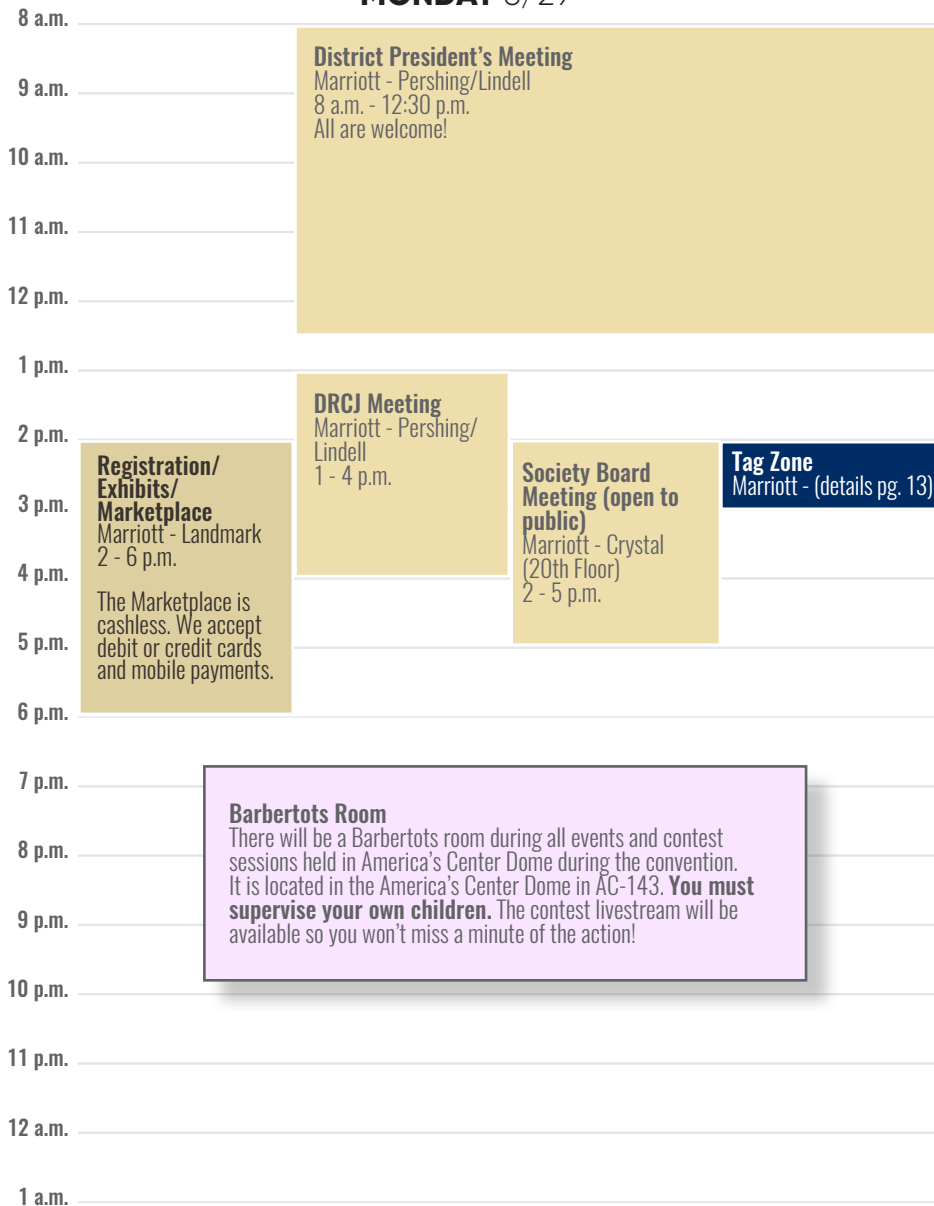 8 a.m.
District President's Meeting
Marriott - Pershing/Lindell
8 a.m. - 12:30 p.m.
All are welcome!
9 a.m.
10 a.m.
11 a.m.
12 p.m.
1 p.m.
DRCJ Meeting
Marriott - Pershing/
Lindell
1 - 4 p.m.
2 p.m.
Registration/
Exhibits/
Marketplace
Marriott - Landmark
2 - 6 p.m.
The Marketplace is
cashless. We accept
debit or credit cards
and mobile payments.
Society Board
Meeting (open to
public)
Marriott - Crystal
(20th Floor)
2 - 5 p.m.
Tag Zone
Marriott - (details pg. 13)
3 p.m.
4 p.m.
5 p.m.
6 p.m.
7 p.m.
Barbertots Room
There will be a Barbertots room during all events and contest
sessions held in America's Center Dome during the convention.
It is located in the America's Center Dome in AC-143. You must
supervise your own children. The contest livestream will be
available so you won't miss a minute of the action!
8 p.m.
9 p.m.
10 p.m.
11 p.m.
12 a.m.
1 a.m.